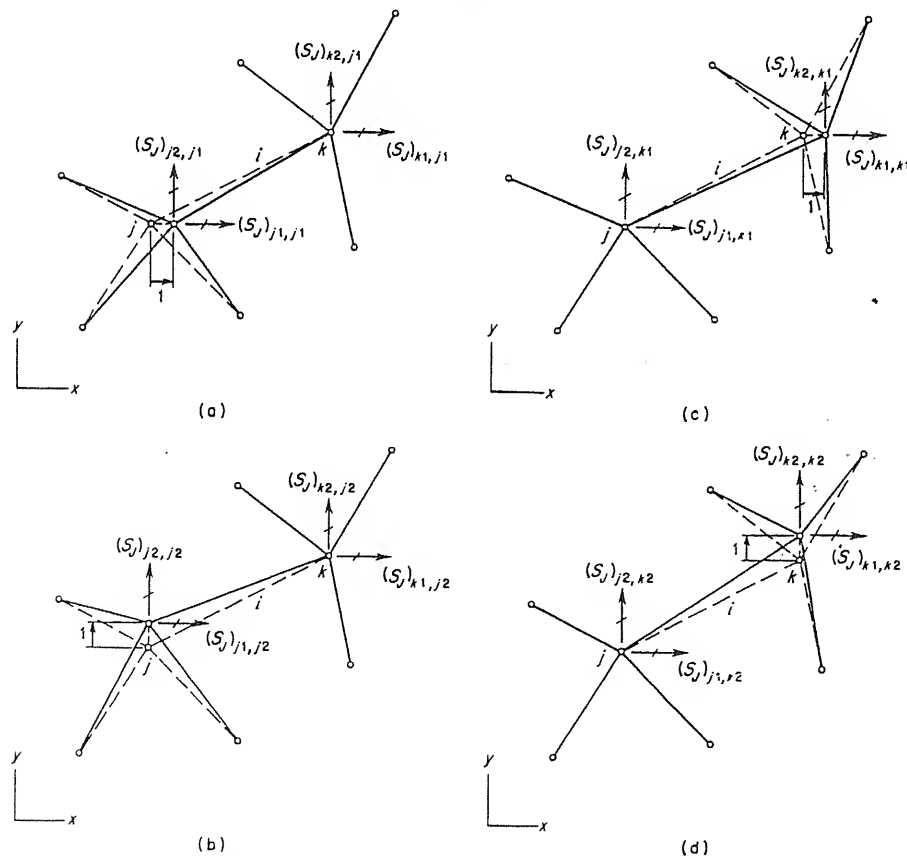 (S_J)_{k2,j1}
(S_J)_{k1,j1}
(S_J)_{j2,j1}
(S_J)_{j1,j1}
i
k
j
1
y
x
(a)
(S_J)_{k2,k1}
(S_J)_{k1,k1}
(S_J)_{j2,k1}
(S_J)_{j1,k1}
i
k
j
1
y
x
(c)
(S_J)_{k2,j2}
(S_J)_{k1,j2}
(S_J)_{j2,j2}
(S_J)_{j1,j2}
i
k
j
1
y
x
(b)
(S_J)_{k2,k2}
(S_J)_{k1,k2}
(S_J)_{j2,k2}
(S_J)_{j1,k2}
i
k
j
1
y
x
(d)